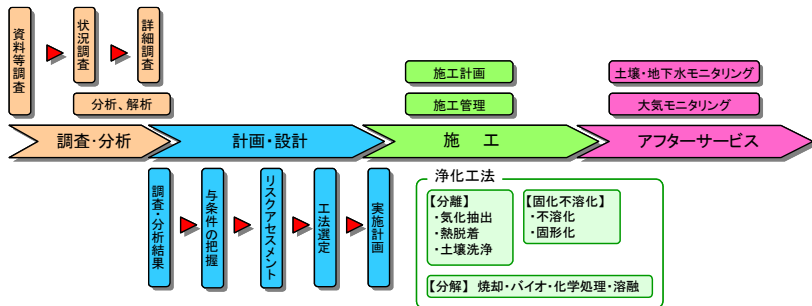 資料等調査
状況調査
詳細調査
分析、解析
施工計画
施工管理
土壌・地下水モニタリング
大気モニタリング
調査・分析
計画・設計
施 工
アフターサービス
調査・分析結果
与条件の把握
リスクアセスメント
工法選定
実施計画
浄化工法
【分離】
・気化抽出
・熱脱着
・土壌洗浄
【固化不溶化】
・不溶化
・固形化
【分解】 焼却・バイオ・化学処理・溶融